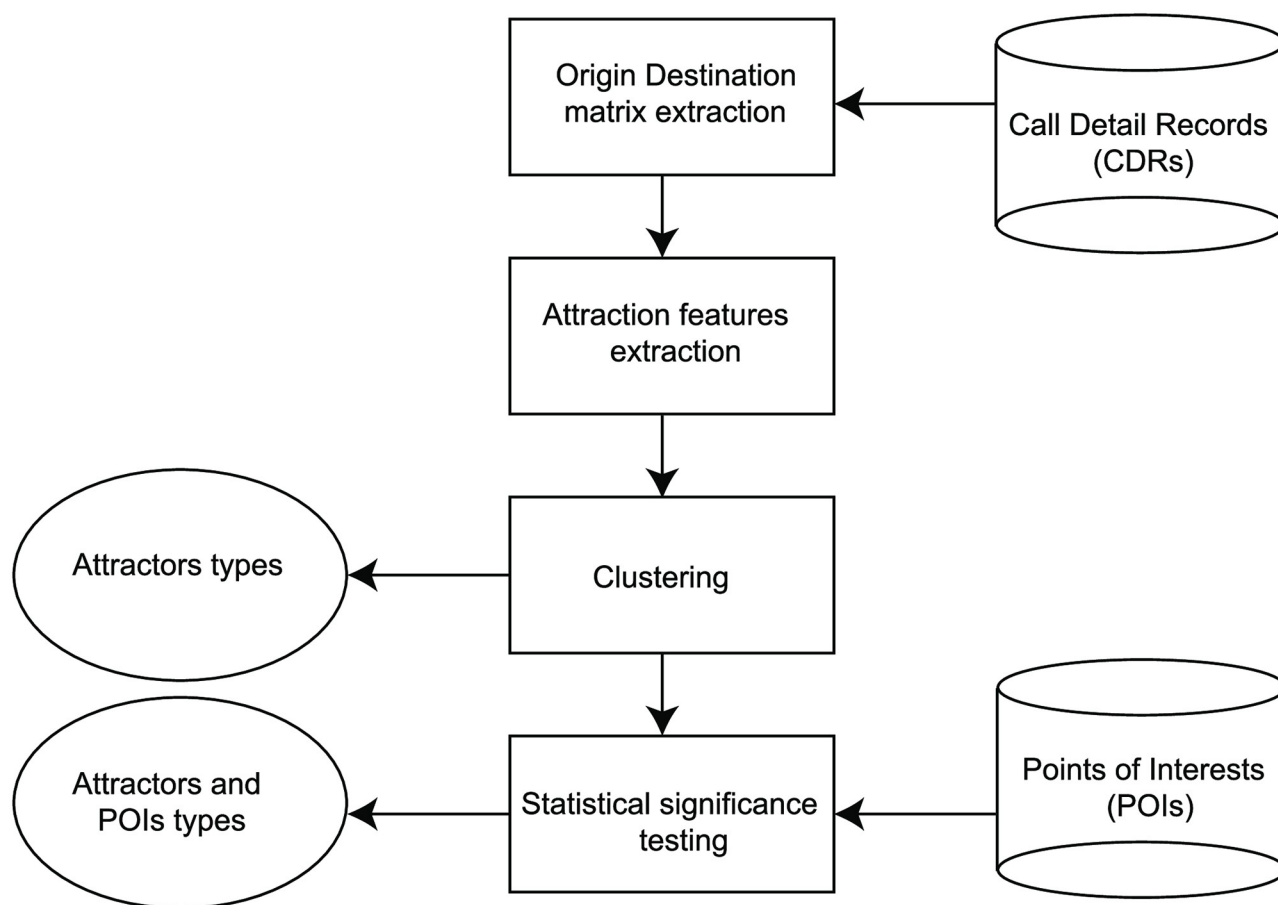 Origin Destination
matrix extraction
Call Detail Records
(CDRs)
Attraction features
extraction
Attractors types
Clustering
Attractors and
POIs types
Statistical significance
testing
Points of Interests
(POIs)